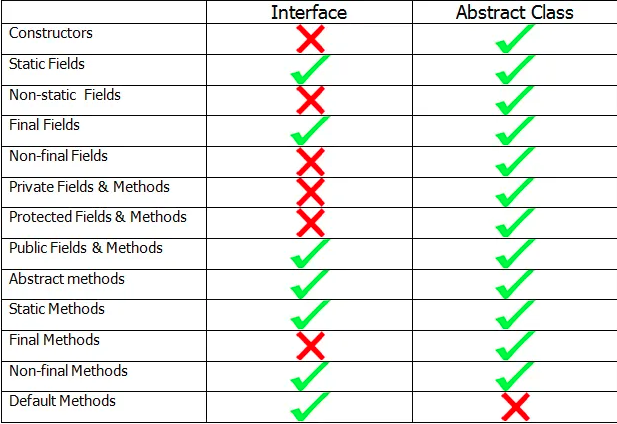 Interface Abstract Class
Constructors
Static Fields
Non-static Fields
Final Fields
Non-final Fields
Private Fields & Methods
Protected Fields & Methods
Public Fields & Methods
Abstract methods
Static Methods
Final Methods
Non-final Methods
Default Methods